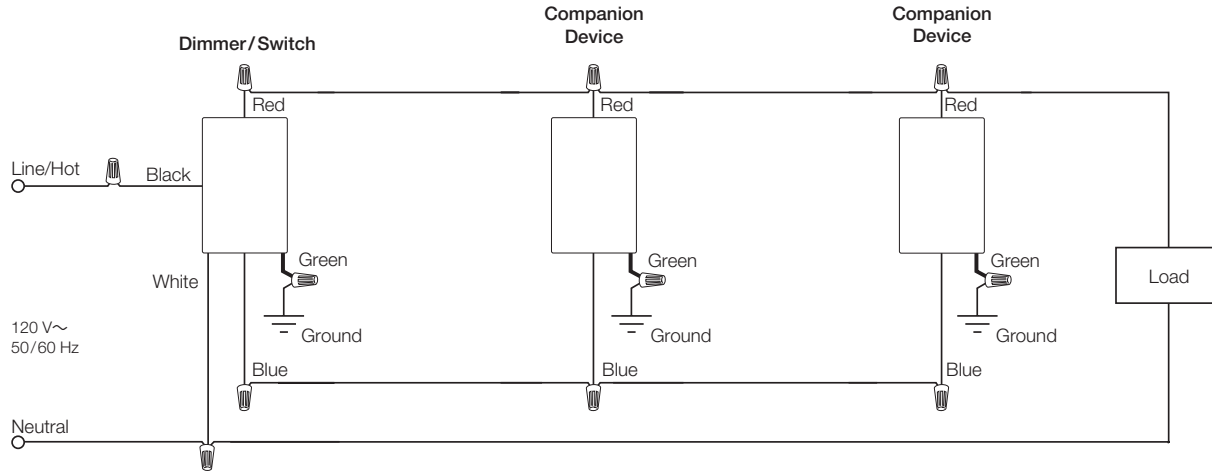 Companion
Device
Companion
Device
Dimmer/Switch
Red
Red
Red
Line/Hot
Black
Green
Green
Green
White
Load
120 V~
50/60 Hz
Ground
Ground
Ground
Blue
Blue
Blue
Neutral